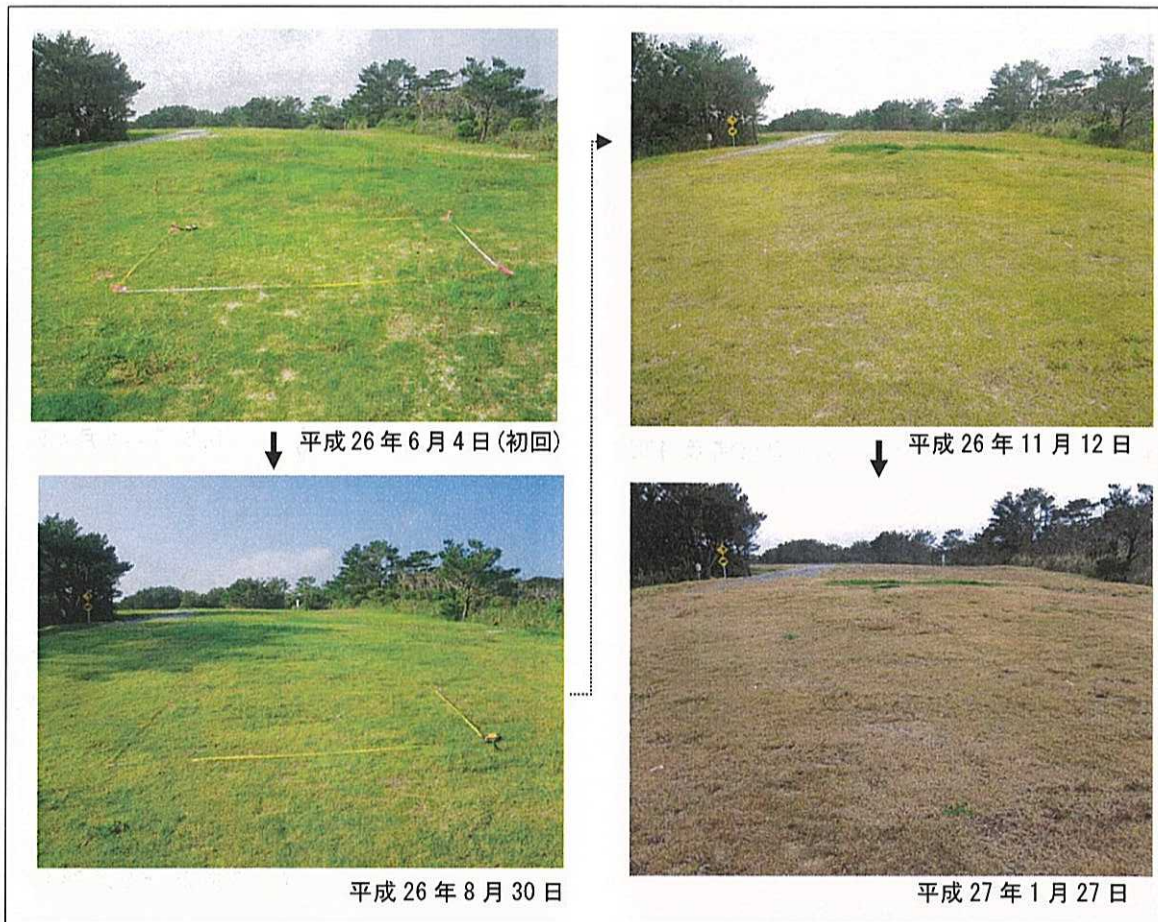 平成 26 年 6 月 4 日 (初回)
平成 26 年 8 月 30 日
平成 26 年 11 月 12 日
平成 27 年 1 月 27 日